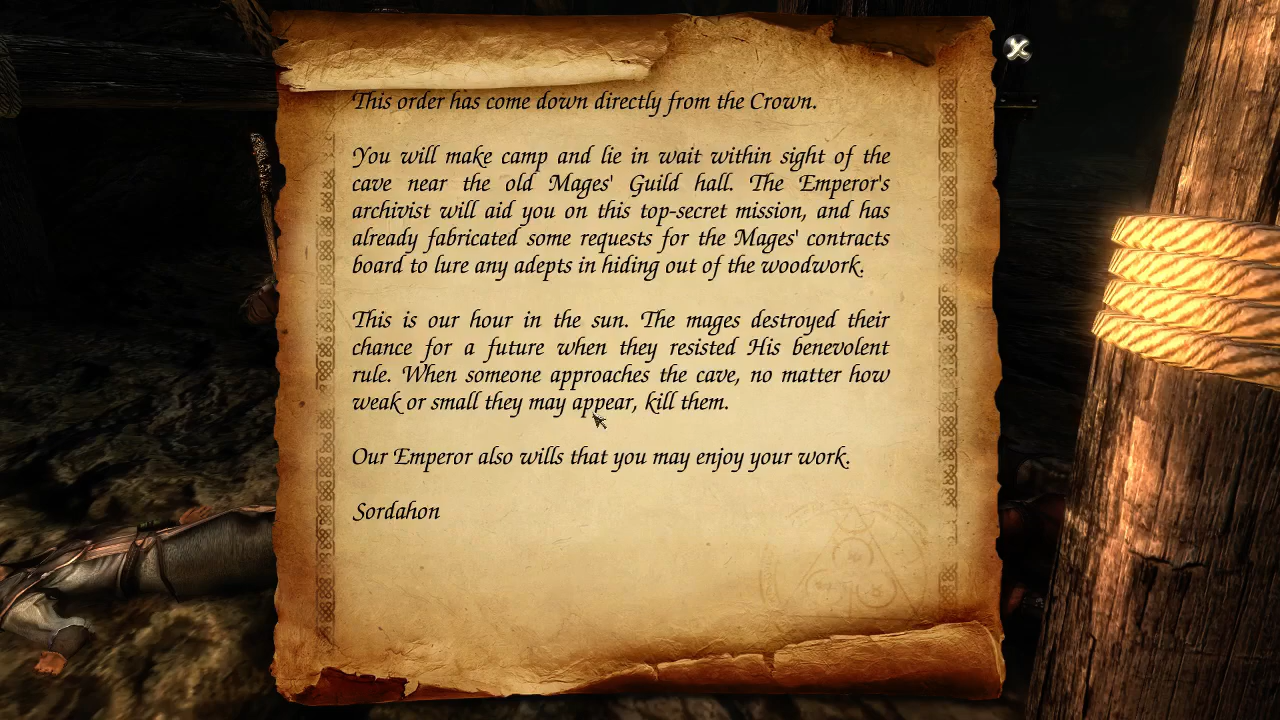 This order has come down directly from the Crown.
You will make camp and lie in wait within sight of the
cave near the old Mages' Guild hall. The Emperor's
archivist will aid you on this top-secret mission, and has
already fabricated some requests for the Mages' contracts
board to lure any adepts in hiding out of the woodwork.
This is our hour in the sun. The mages destroyed their
chance for a future when they resisted His benevolent
rule. When someone approaches the cave, no matter how
weak or small they may appear, kill them.
Our Emperor also wills that you may enjoy your work.
Sordahon